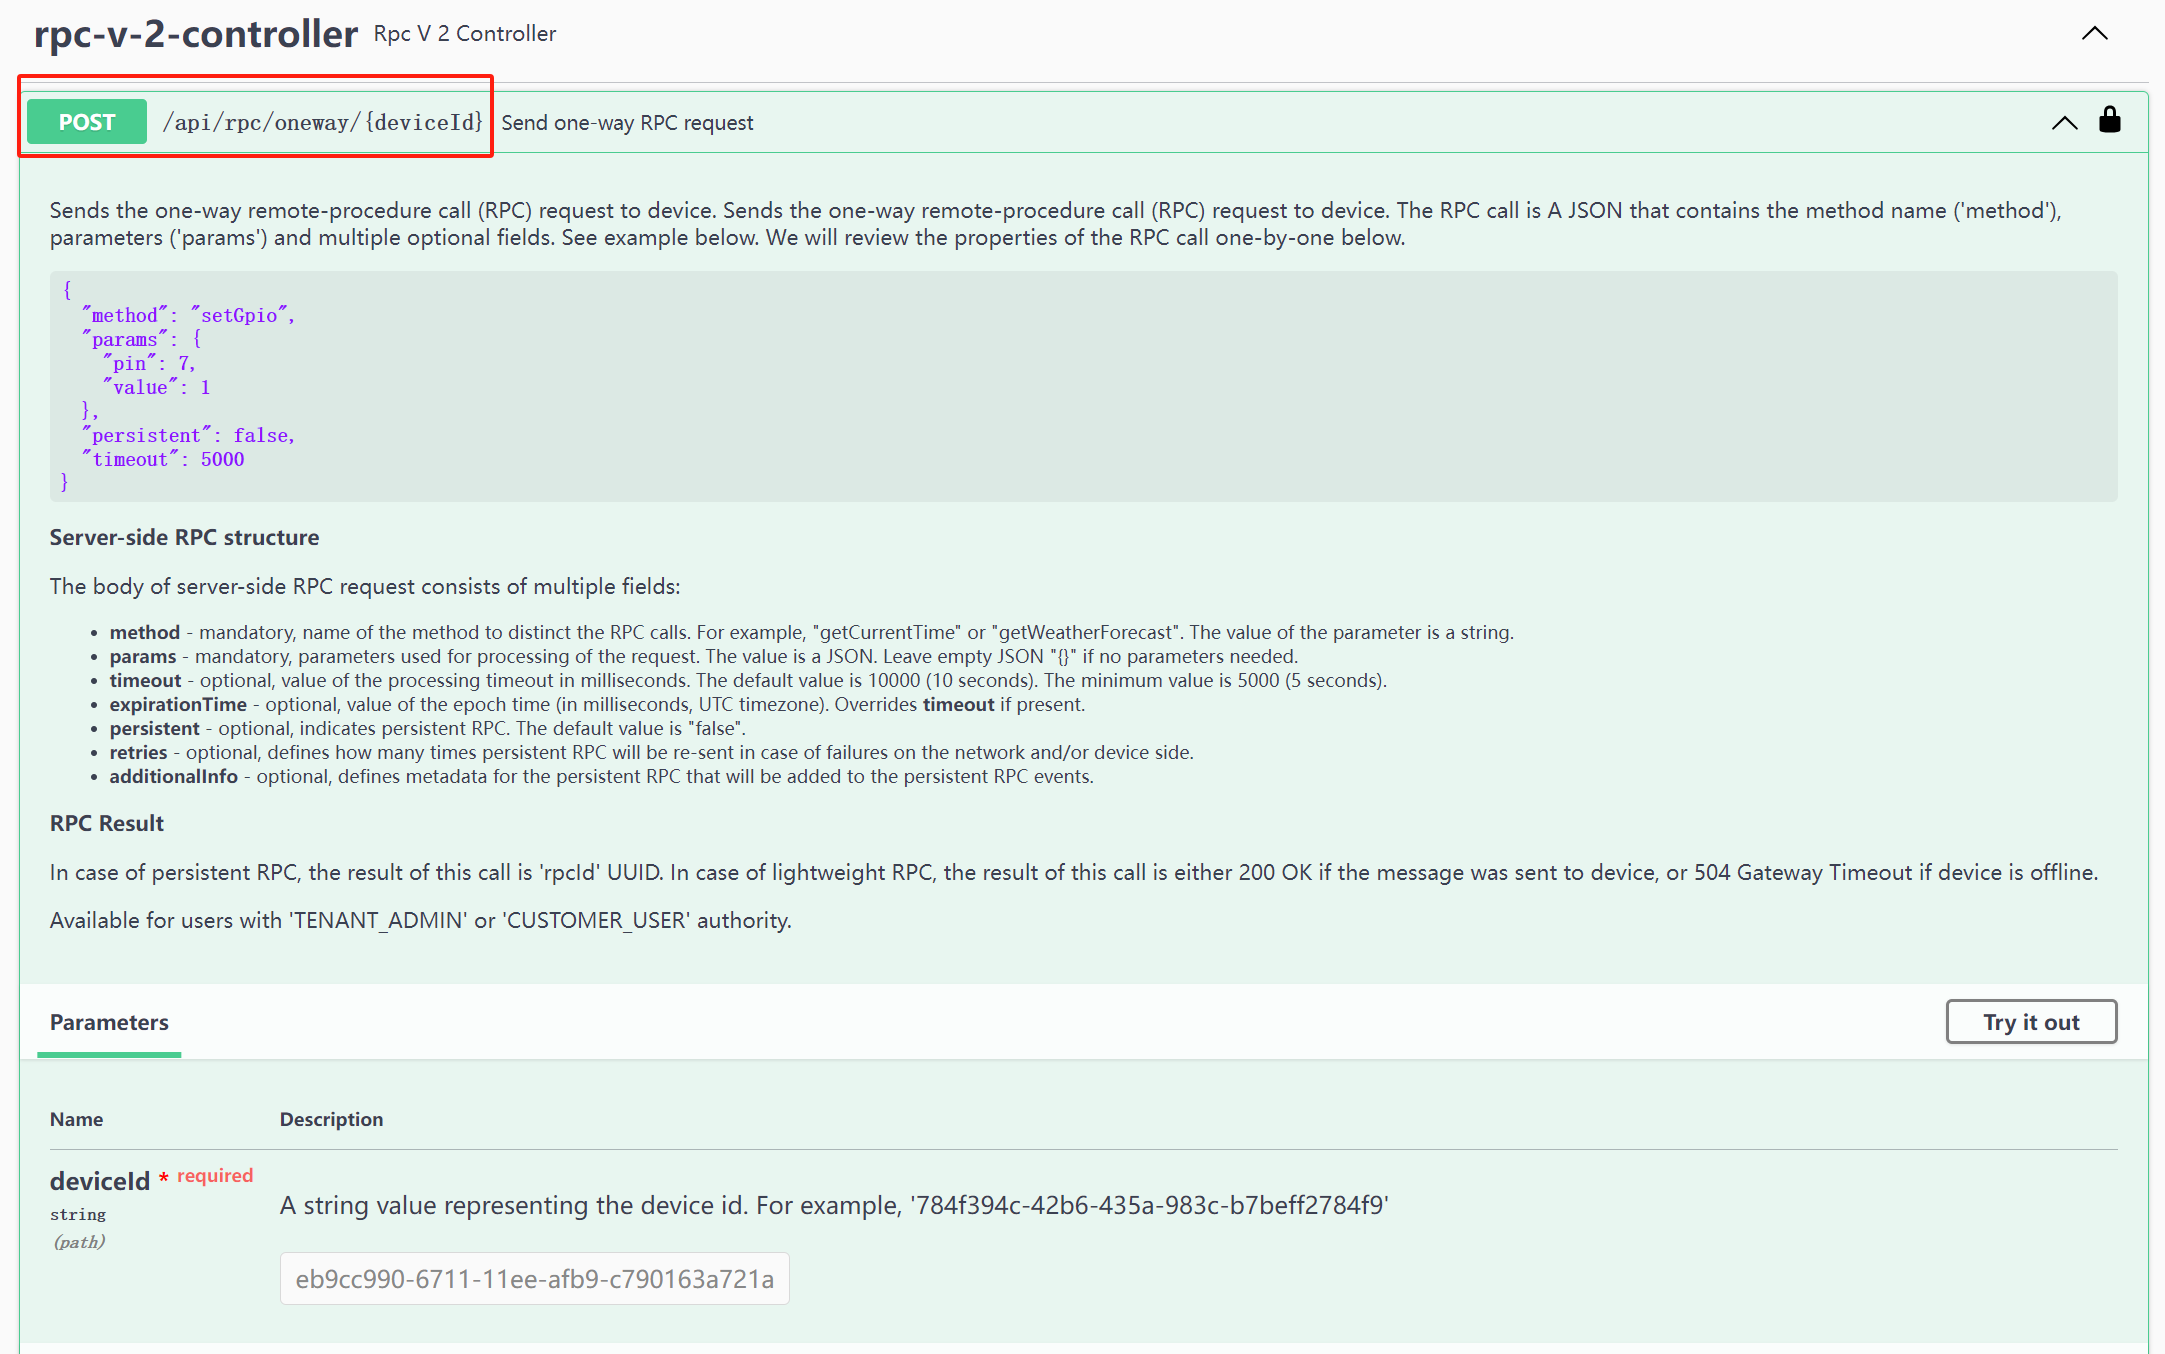 rpc-v-2-controller Rpc V 2 Controller
POST /api/rpc/oneway/{deviceId} Send one-way RPC request
Sends the one-way remote-procedure call (RPC) request to device. Sends the one-way remote-procedure call (RPC) request to device. The RPC call is A JSON that contains the method name ('method'),
parameters ('params') and multiple optional fields. See example below. We will review the properties of the RPC call one-by-one below.
{
"method": "setGpio",
"params": {
"pin": 7,
"value": 1
},
"persistent": false,
"timeout": 5000
}
Server-side RPC structure
The body of server-side RPC request consists of multiple fields:
• method - mandatory, name of the method to distinct the RPC calls. For example, "getCurrentTime" or "getWeatherForecast". The value of the parameter is a string.
• params - mandatory, parameters used for processing of the request. The value is a JSON. Leave empty JSON "{}" if no parameters needed.
• timeout - optional, value of the processing timeout in milliseconds. The default value is 10000 (10 seconds). The minimum value is 5000 (5 seconds).
• expirationTime - optional, value of the epoch time (in milliseconds, UTC timezone). Overrides timeout if present.
• persistent - optional, indicates persistent RPC. The default value is "false".
• retries - optional, defines how many times persistent RPC will be re-sent in case of failures on the network and/or device side.
• additionalInfo - optional, defines metadata for the persistent RPC that will be added to the persistent RPC events.
RPC Result
In case of persistent RPC, the result of this call is 'rpcId' UUID. In case of lightweight RPC, the result of this call is either 200 OK if the message was sent to device, or 504 Gateway Timeout if device is offline.
Available for users with 'TENANT_ADMIN' or 'CUSTOMER_USER' authority.
Parameters Try it out
Name Description
deviceId * required
string
(path)
A string value representing the device id. For example, '784f394c-42b6-435a-983c-b7beff2784f9'
eb9cc990-6711-11ee-afb9-c790163a721a